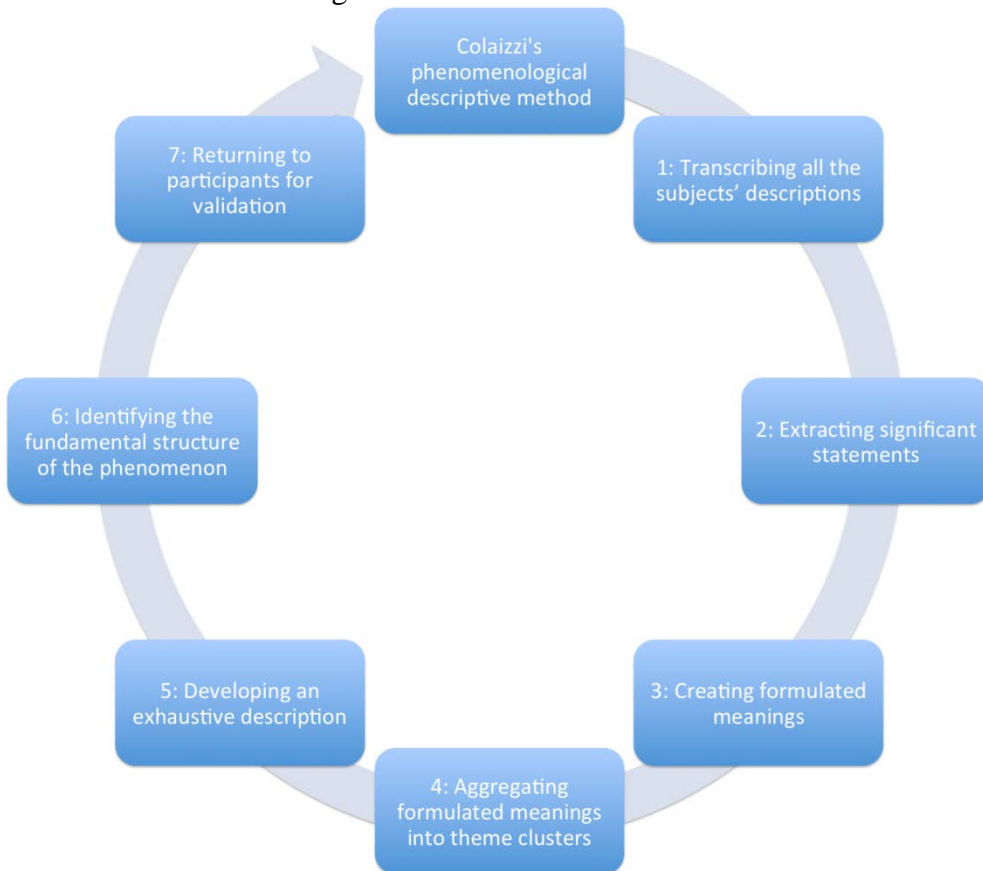 Colaizzi's
phenomenological
descriptive method
1: Transcribing all the
subjects’ descriptions
2: Extracting significant
statements
3: Creating formulated
meanings
4: Aggregating
formulated meanings
into theme clusters
5: Developing an
exhaustive description
6: Identifying the
fundamental structure
of the phenomenon
7: Returning to
participants for
validation